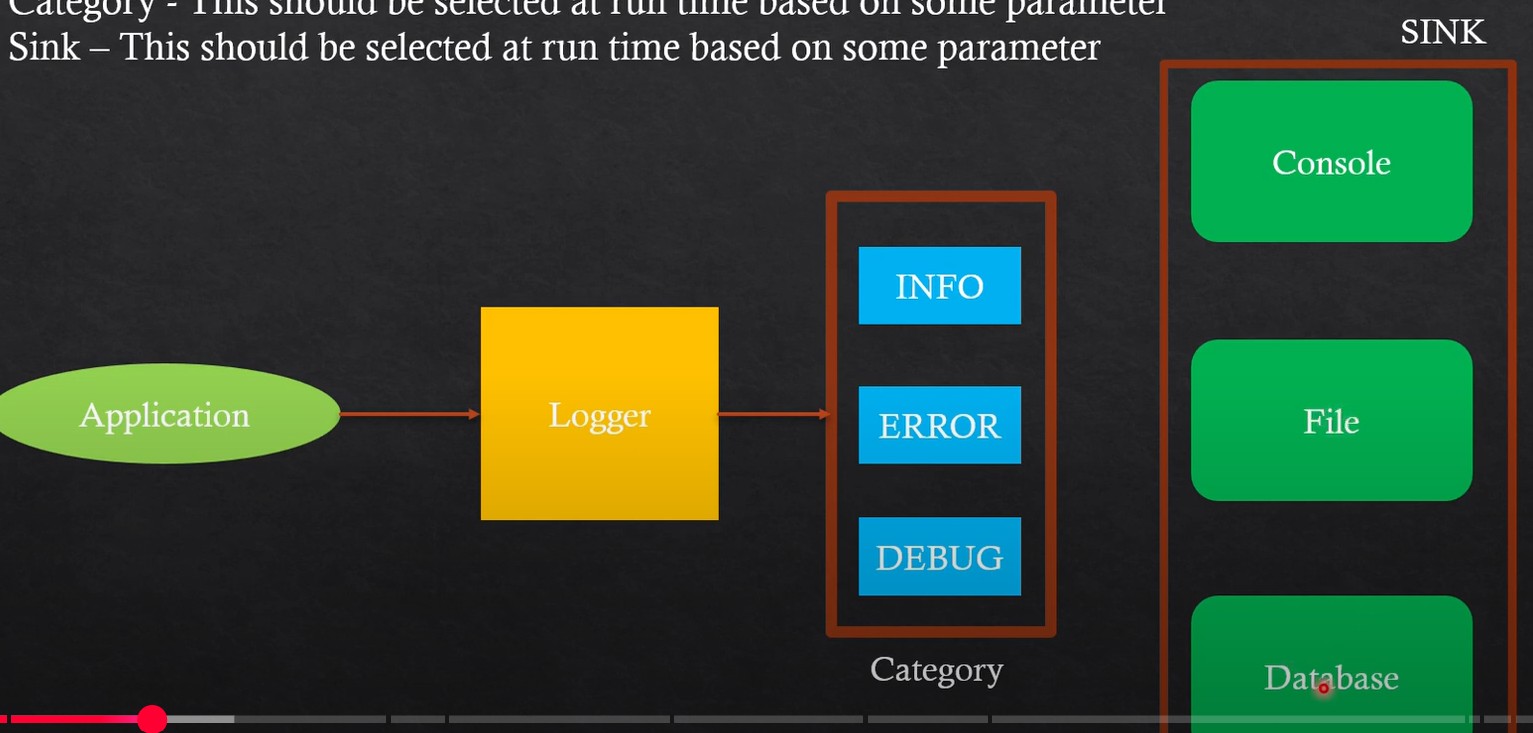 Category - This should be selected at run time based on some parameter
Sink – This should be selected at run time based on some parameter
SINK
Console
INFO
Application
Logger
ERROR
File
DEBUG
Category
Database